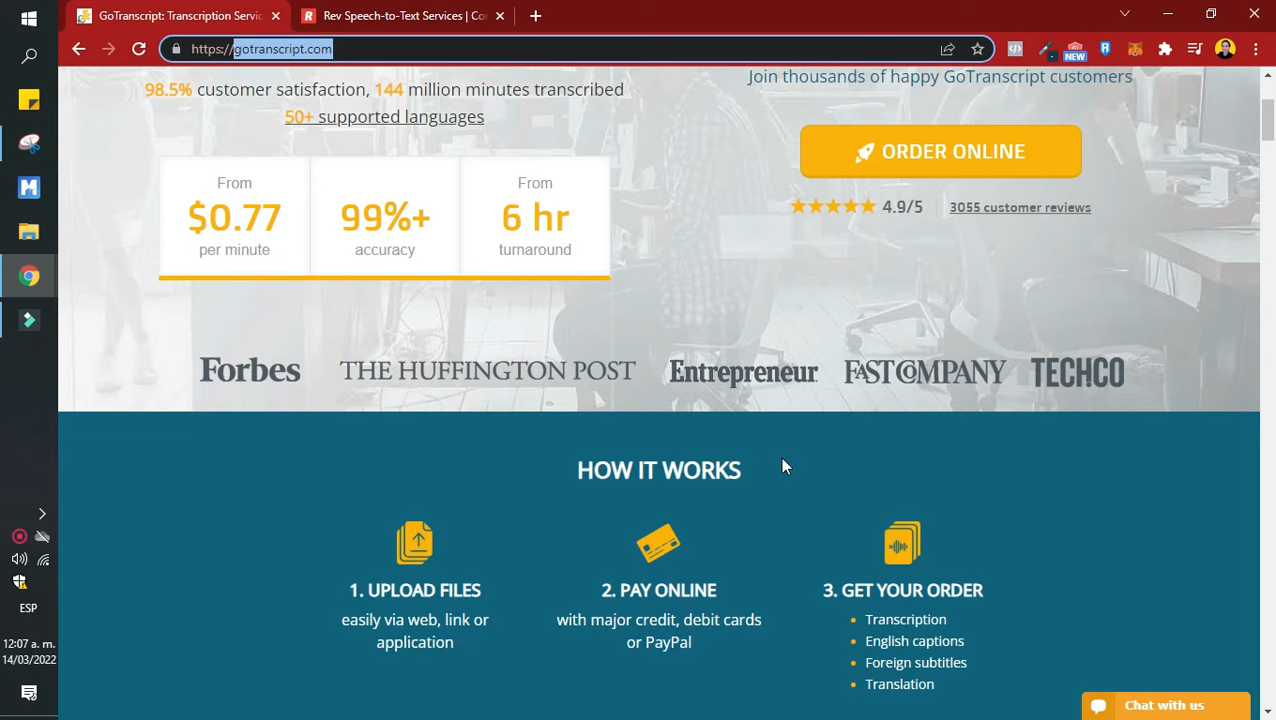 GoTranscript: Transcription Servic
Rev Speech-to-Text Services | Con
https://gotranscript.com
NEW
98.5% customer satisfaction, 144 million minutes transcribed
50+ supported languages
Join thousands of happy GoTranscript customers
ORDER ONLINE
4.9/5
3055 customer reviews
From
$0.77
per minute
99%+
accuracy
From
6 hr
turnaround
Forbes
THE HUFFINGTON POST
Entrepreneur
FAST COMPANY
TECHCO
HOW IT WORKS
1. UPLOAD FILES
easily via web, link or
application
2. PAY ONLINE
with major credit, debit cards
or PayPal
3. GET YOUR ORDER
Transcription
English captions
Foreign subtitles
Translation
Chat with us
ESP
12:07 a. m.
14/03/2022